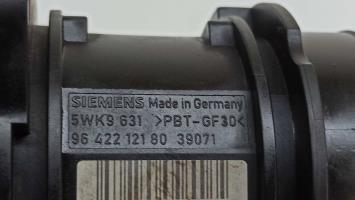 SIEMENS Made in Germany
5WK9 631 >PBT-GF30<
96 422 121 80 39071